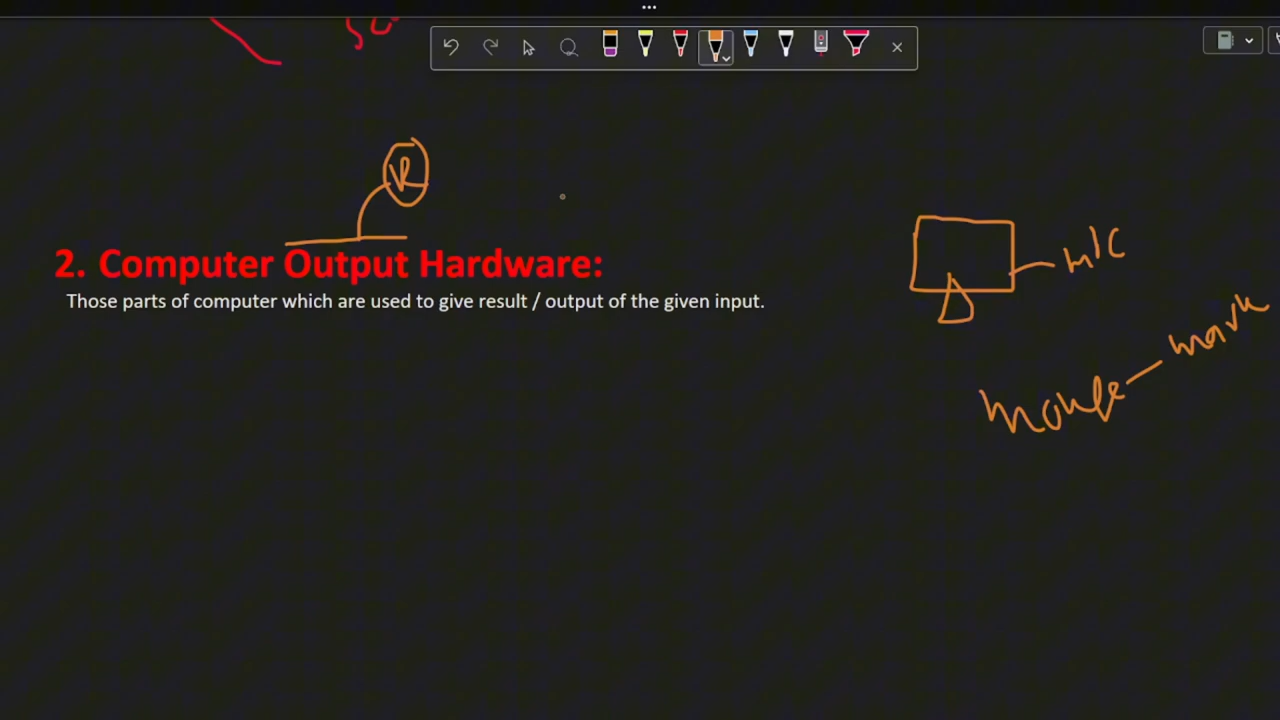 R
2. Computer Output Hardware:
Those parts of computer which are used to give result / output of the given input.
M/C
mark